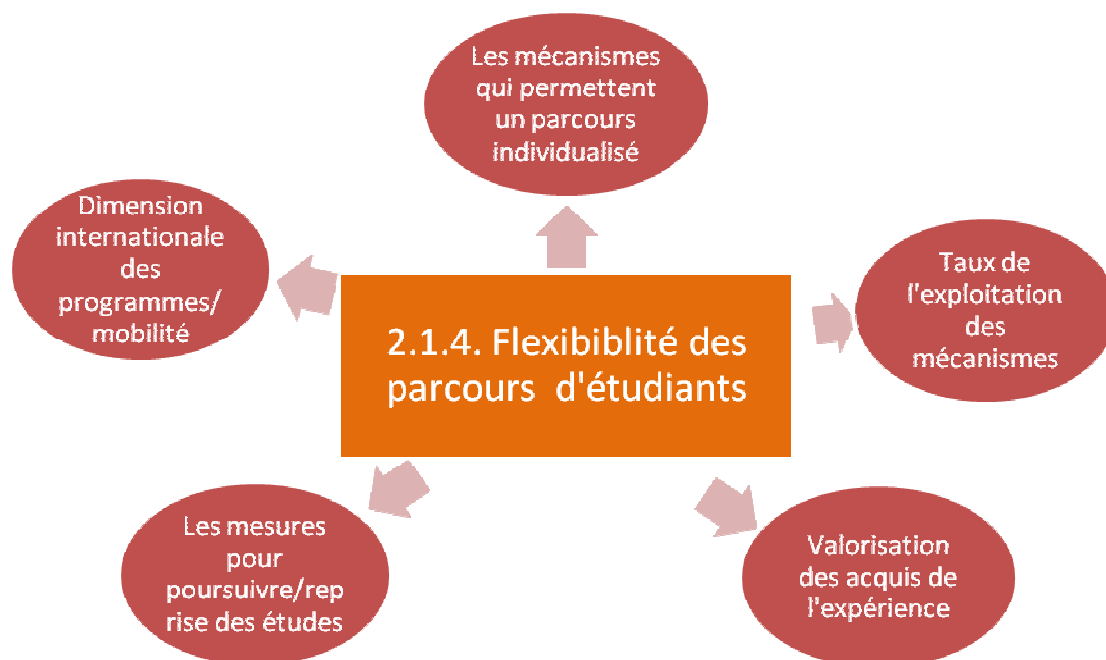 Les mécanismes
qui permettent
un parcours
individualisé
Dimension
internationale
des
programmes/
mobilité
Taux de
l'exploitation
des
mécanismes
2.1.4. Flexibiblité des
parcours d'étudiants
Les mesures
pour
poursuivre/rep
rise des études
Valorisation
des acquis de
l'expérience